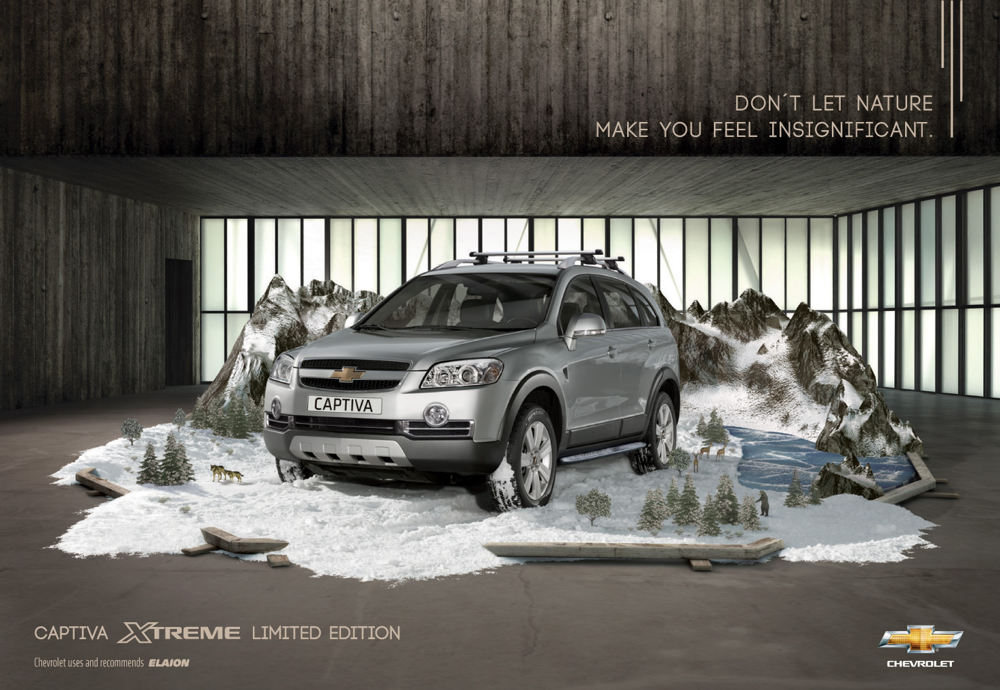 DON´T LET NATURE
MAKE YOU FEEL INSIGNIFICANT.
CAPTIVA
CAPTIVA XTREME LIMITED EDITION
Chevrolet uses and recommends ELAION
CHEVROLET